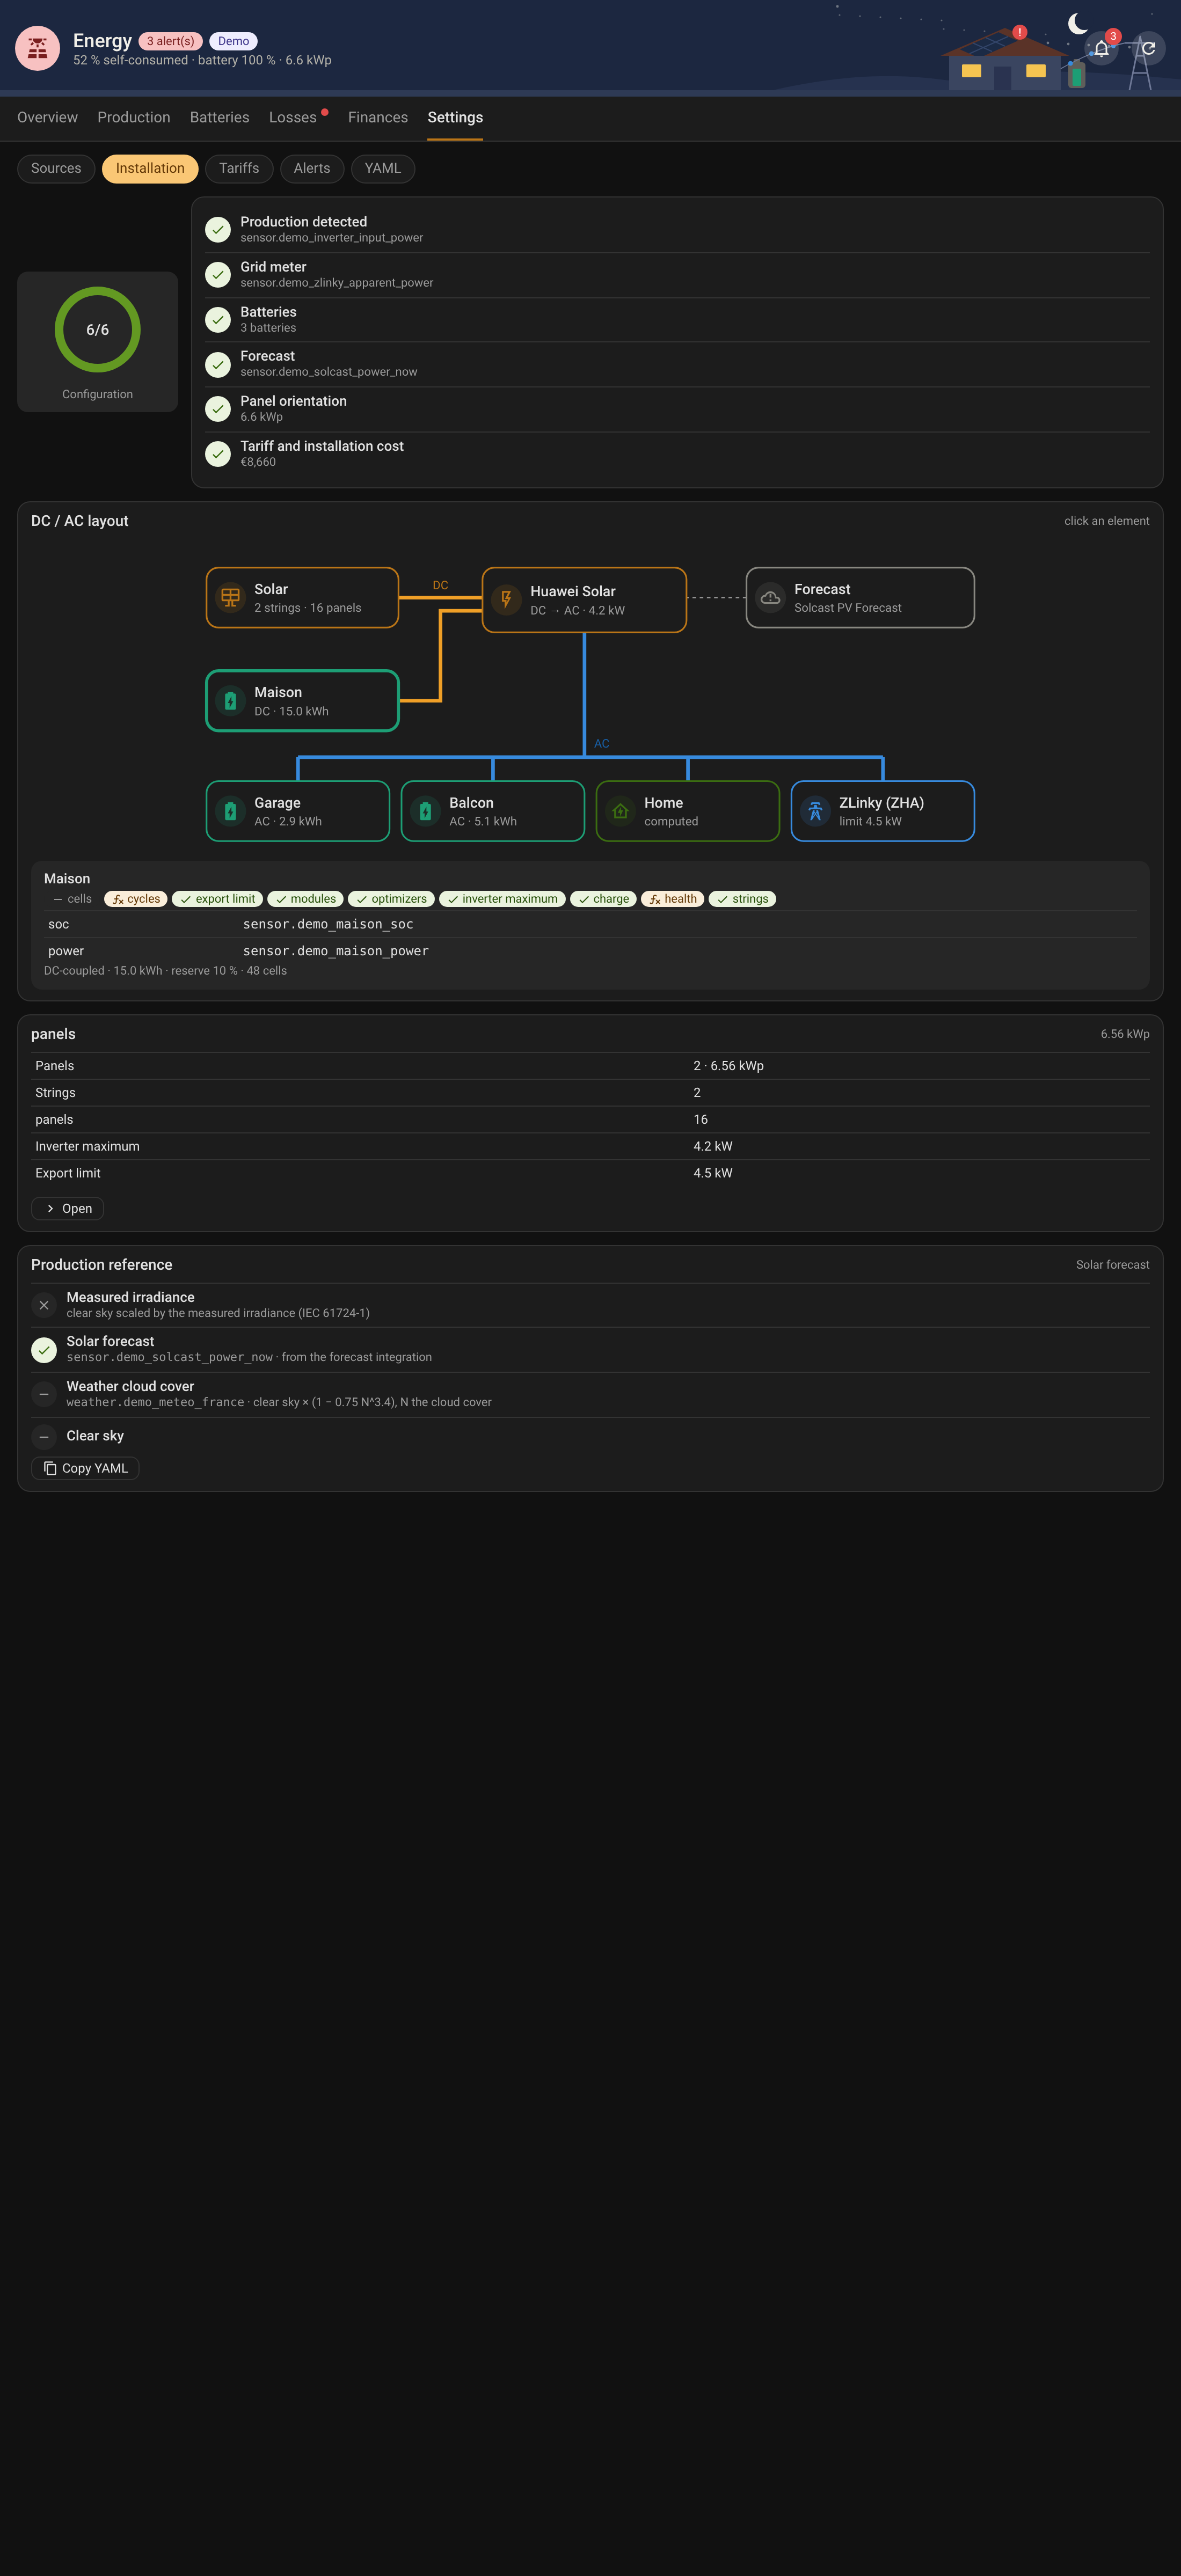 Energy 3 alert(s) Demo
52 % self-consumed · battery 100 % · 6.6 kWp
!
3
Overview Production Batteries Losses Finances Settings
Sources Installation Tariffs Alerts YAML
6/6
Configuration
Production detected
sensor.demo_inverter_input_power
Grid meter
sensor.demo_zlinky_apparent_power
Batteries
3 batteries
Forecast
sensor.demo_solcast_power_now
Panel orientation
6.6 kWp
Tariff and installation cost
€8,660
DC / AC layout click an element
Solar
2 strings · 16 panels
DC
Huawei Solar
DC → AC · 4.2 kW
Forecast
Solcast PV Forecast
Maison
DC · 15.0 kWh
AC
Garage
AC · 2.9 kWh
Balcon
AC · 5.1 kWh
Home
computed
ZLinky (ZHA)
limit 4.5 kW
Maison
cells cycles export limit modules optimizers inverter maximum charge health strings
soc sensor.demo_maison_soc
power sensor.demo_maison_power
DC-coupled · 15.0 kWh · reserve 10 % · 48 cells
panels 6.56 kWp
Panels 2 · 6.56 kWp
Strings 2
panels 16
Inverter maximum 4.2 kW
Export limit 4.5 kW
Open
Production reference Solar forecast
Measured irradiance
clear sky scaled by the measured irradiance (IEC 61724-1)
Solar forecast
sensor.demo_solcast_power_now · from the forecast integration
Weather cloud cover
weather.demo_meteo_france · clear sky × (1 − 0.75 N^3.4), N the cloud cover
Clear sky
Copy YAML